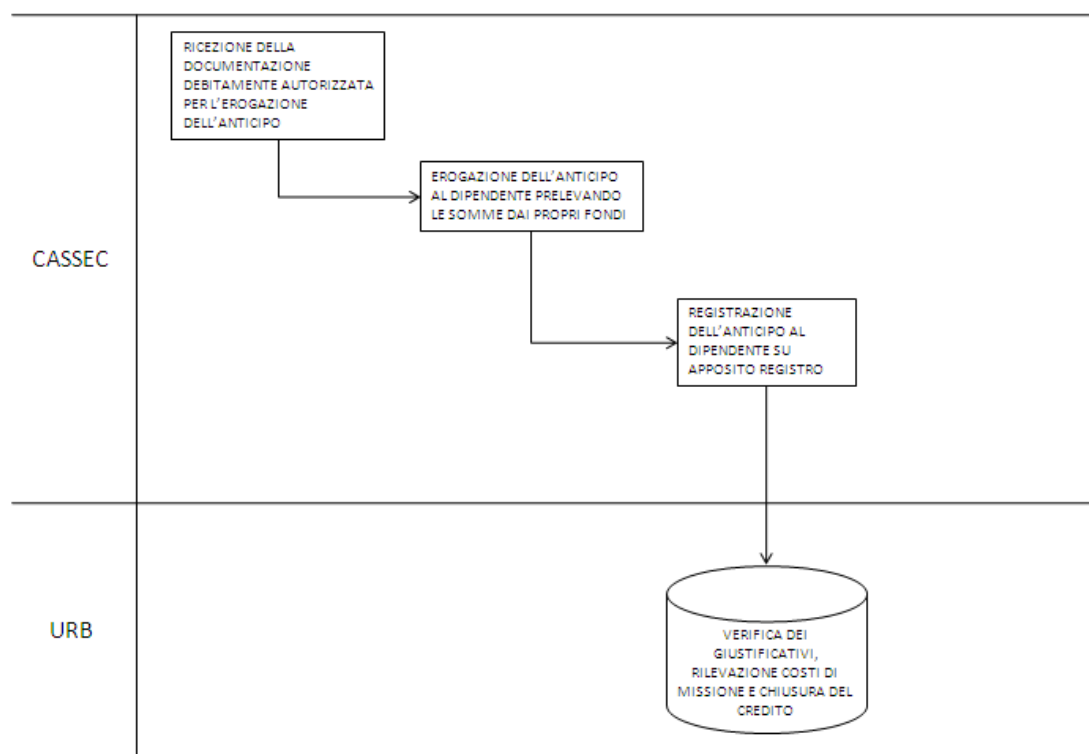 RICEZIONE DELLA
DOCUMENTAZIONE
DEBITAMENTE AUTORIZZATA
PER L'EROGAZIONE
DELL'ANTICIPO
EROGAZIONE DELL'ANTICIPO
AL DIPENDENTE PRELEVANDO
LE SOMME DAI PROPRI FONDI
CASSEC
REGISTRAZIONE
DELL'ANTICIPO AL
DIPENDENTE SU
APPOSITO REGISTRO
URB
VERIFICA DEI
GIUSTIFICATIVI,
RILEVAZIONE COSTI DI
MISSIONE E CHIUSURA DEL
CREDITO